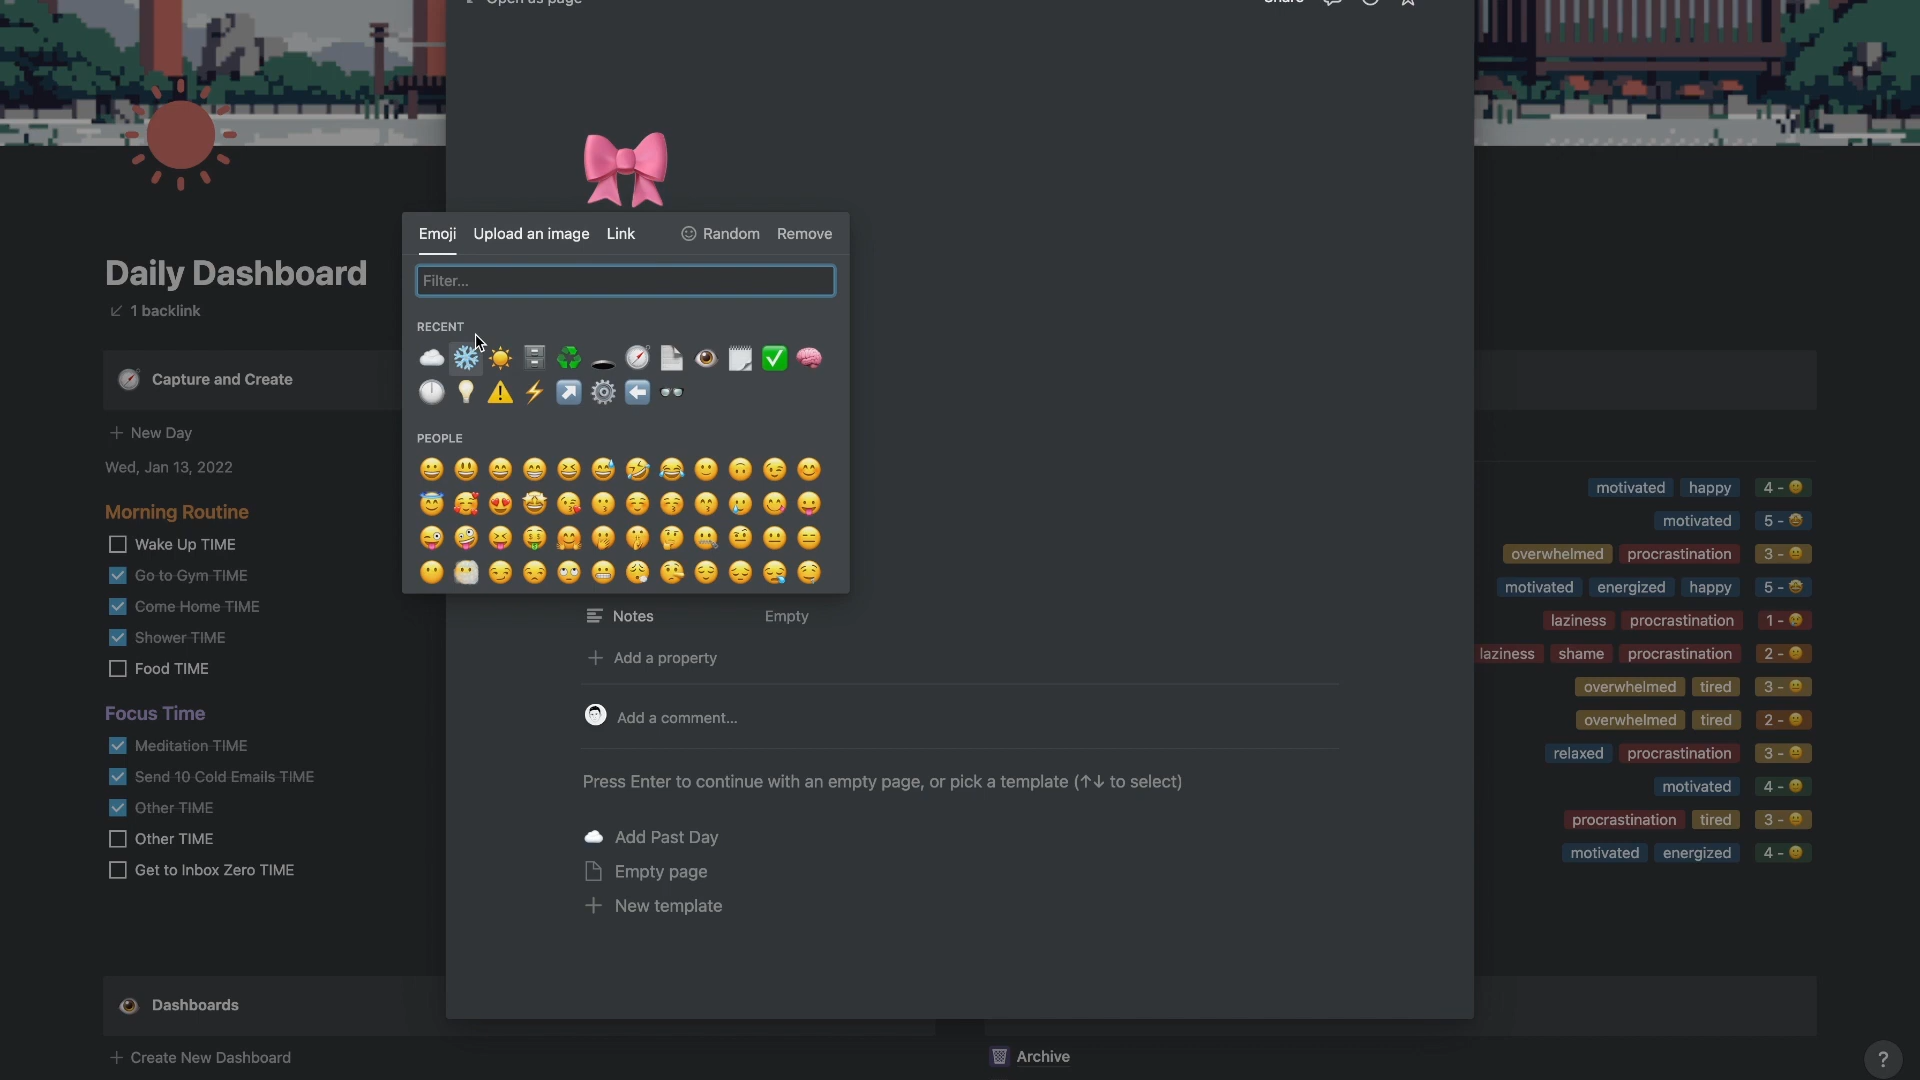 Open as page
Share
Emoji Upload an image Link Random Remove
Filter...
RECENT
PEOPLE
Daily Dashboard
1 backlink
Capture and Create
New Day
Wed, Jan 13, 2022
Morning Routine
Wake Up TIME
Go to Gym TIME
Come Home TIME
Shower TIME
Food TIME
Focus Time
Meditation TIME
Send 10 Cold Emails TIME
Other TIME
Other TIME
Get to Inbox Zero TIME
Dashboards
Create New Dashboard
Notes Empty
Add a property
Add a comment...
Press Enter to continue with an empty page, or pick a template (↑↓ to select)
Add Past Day
Empty page
New template
motivated happy 4 -
motivated 5 -
overwhelmed procrastination 3 -
motivated energized happy 5 -
laziness procrastination 1 -
laziness shame procrastination 2 -
overwhelmed tired 3 -
overwhelmed tired 2 -
relaxed procrastination 3 -
motivated 4 -
procrastination tired 3 -
motivated energized 4 -
Archive
?